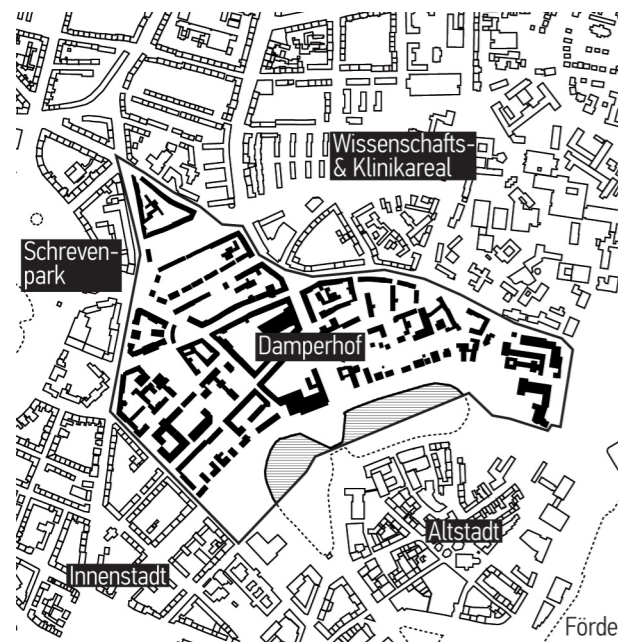 Wissenschafts-
& Klinikareal
Schreven-
park
Damperhof
Altstadt
Innenstadt
Förde